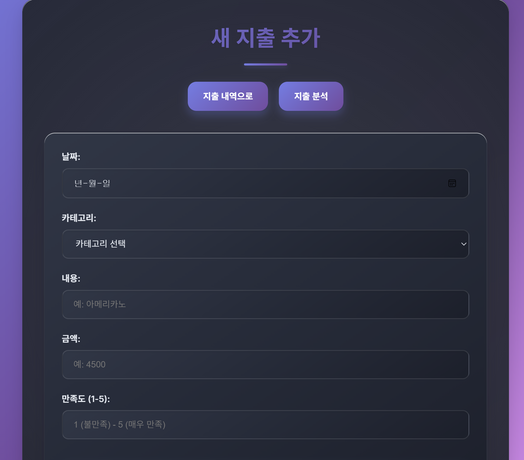 새 지출 추가
지출 내역으로 지출 분석
날짜:
년-월-일
카테고리:
카테고리 선택
내용:
예: 아메리카노
금액:
예: 4500
만족도 (1-5):
1 (불만족) - 5 (매우 만족)